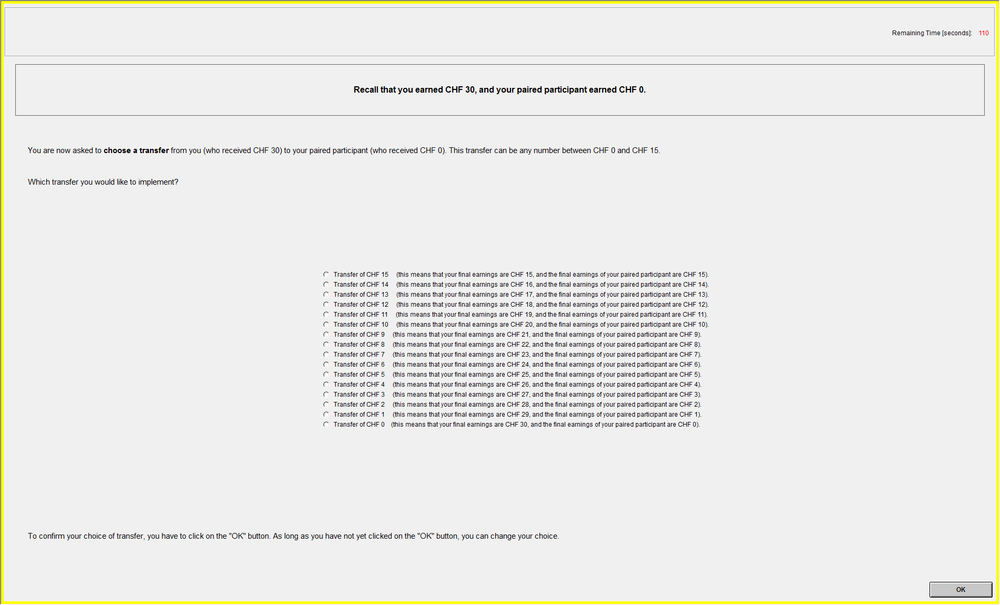 Remaining Time [seconds]: 110
Recall that you earned CHF 30, and your paired participant earned CHF 0.
You are now asked to choose a transfer from you (who received CHF 30) to your paired participant (who received CHF 0). This transfer can be any number between CHF 0 and CHF 15.
Which transfer you would like to implement?
Transfer of CHF 15 (this means that your final earnings are CHF 15, and the final earnings of your paired participant are CHF 15).
Transfer of CHF 14 (this means that your final earnings are CHF 16, and the final earnings of your paired participant are CHF 14).
Transfer of CHF 13 (this means that your final earnings are CHF 17, and the final earnings of your paired participant are CHF 13).
Transfer of CHF 12 (this means that your final earnings are CHF 18, and the final earnings of your paired participant are CHF 12).
Transfer of CHF 11 (this means that your final earnings are CHF 19, and the final earnings of your paired participant are CHF 11).
Transfer of CHF 10 (this means that your final earnings are CHF 20, and the final earnings of your paired participant are CHF 10).
Transfer of CHF 9 (this means that your final earnings are CHF 21, and the final earnings of your paired participant are CHF 9).
Transfer of CHF 8 (this means that your final earnings are CHF 22, and the final earnings of your paired participant are CHF 8).
Transfer of CHF 7 (this means that your final earnings are CHF 23, and the final earnings of your paired participant are CHF 7).
Transfer of CHF 6 (this means that your final earnings are CHF 24, and the final earnings of your paired participant are CHF 6).
Transfer of CHF 5 (this means that your final earnings are CHF 25, and the final earnings of your paired participant are CHF 5).
Transfer of CHF 4 (this means that your final earnings are CHF 26, and the final earnings of your paired participant are CHF 4).
Transfer of CHF 3 (this means that your final earnings are CHF 27, and the final earnings of your paired participant are CHF 3).
Transfer of CHF 2 (this means that your final earnings are CHF 28, and the final earnings of your paired participant are CHF 2).
Transfer of CHF 1 (this means that your final earnings are CHF 29, and the final earnings of your paired participant are CHF 1).
Transfer of CHF 0 (this means that your final earnings are CHF 30, and the final earnings of your paired participant are CHF 0).
To confirm your choice of transfer, you have to click on the "OK" button. As long as you have not yet clicked on the "OK" button, you can change your choice.
OK